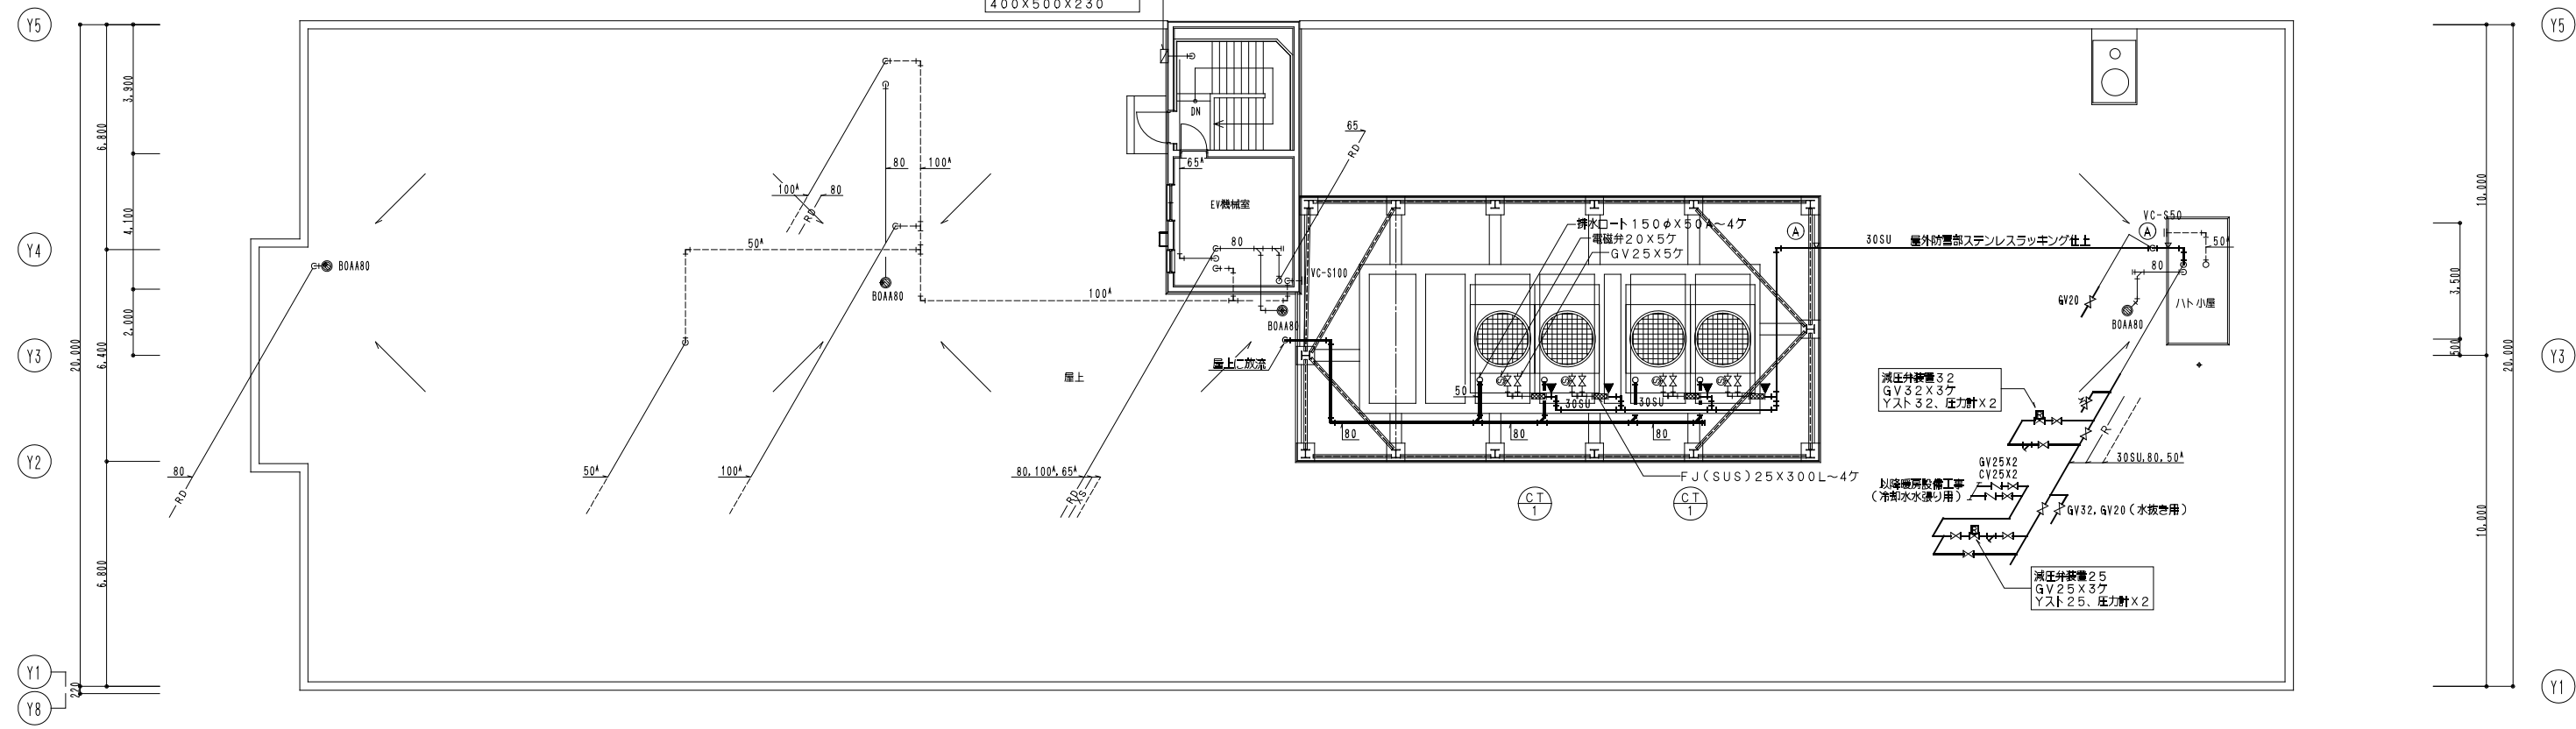 400X500X230
Y5
Y5
3,900
6,800
10,000
DN
65
RD
80
100A
65A
100A
80
RD
EV機械室
排水ロート150φX50A~4ケ
電磁弁20X5ケ
GV25X5ケ
A
30SU
屋外防雪部ステンレスラッキング仕上
VC-S50
A
50A
4,100
Y4
50A
80
80
BOAA80
VC-S100
GV20
ハト小屋
3,500
BOAA80
100A
BOAA80
BOAA80
2,000
20,000
6,400
Y3
500
Y3
20,000
屋上に放流
屋上
減圧弁装置32
GV32X3ケ
Yスト32、圧力計X2
50
30SU
30SU
80
80
80
R
Y2
80
RD
50A
100A
80,100A,65A
RD
VS
FJ(SUS)25X300L~4ケ
CT
1
CT
1
GV25X2
CV25X2
30SU,80,50A
以降暖房設備工事
(冷却水水張り用)
GV32,GV20(水抜き用)
10,000
6,800
減圧弁装置25
GV25X3ケ
Yスト25、圧力計X2
Y1
220
Y8
Y1